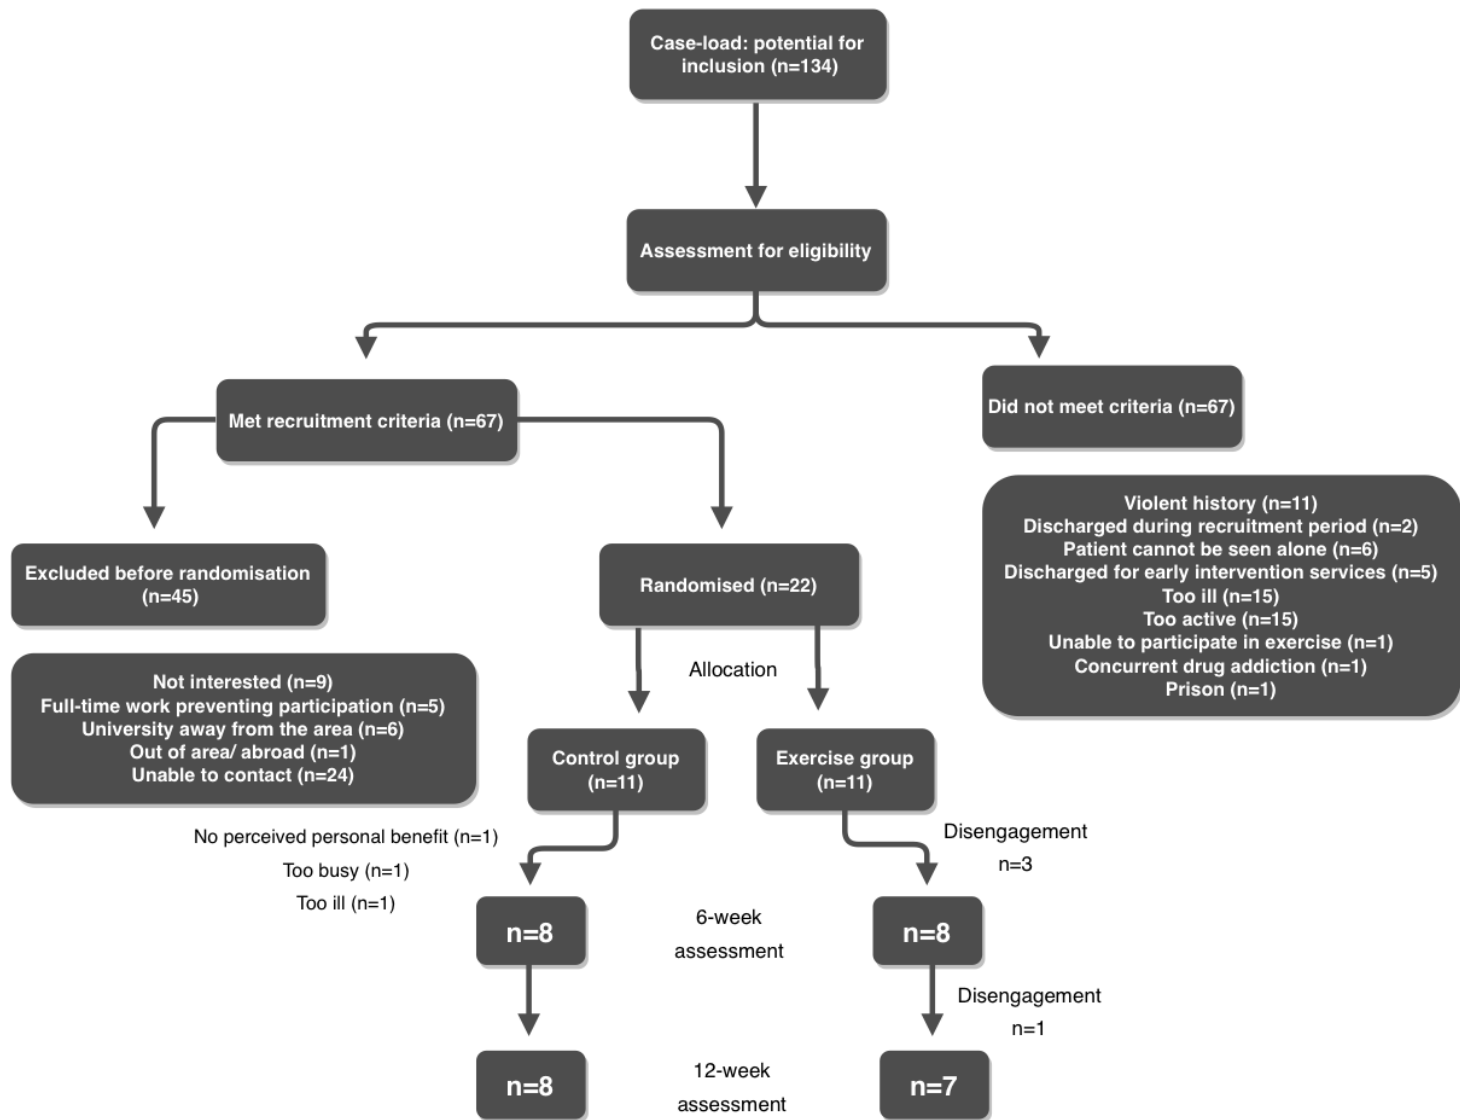 Case-load: potential for
inclusion (n=134)
Assessment for eligibility
Met recruitment criteria (n=67)
Did not meet criteria (n=67)
Violent history (n=11)
Discharged during recruitment period (n=2)
Patient cannot be seen alone (n=6)
Discharged for early intervention services (n=5)
Too ill (n=15)
Too active (n=15)
Unable to participate in exercise (n=1)
Concurrent drug addiction (n=1)
Prison (n=1)
Excluded before randomisation
(n=45)
Randomised (n=22)
Not interested (n=9)
Full-time work preventing participation (n=5)
University away from the area (n=6)
Out of area/ abroad (n=1)
Unable to contact (n=24)
Allocation
Control group
(n=11)
Exercise group
(n=11)
No perceived personal benefit (n=1)
Too busy (n=1)
Too ill (n=1)
Disengagement
n=3
n=8
6-week
assessment
n=8
Disengagement
n=1
n=8
12-week
assessment
n=7